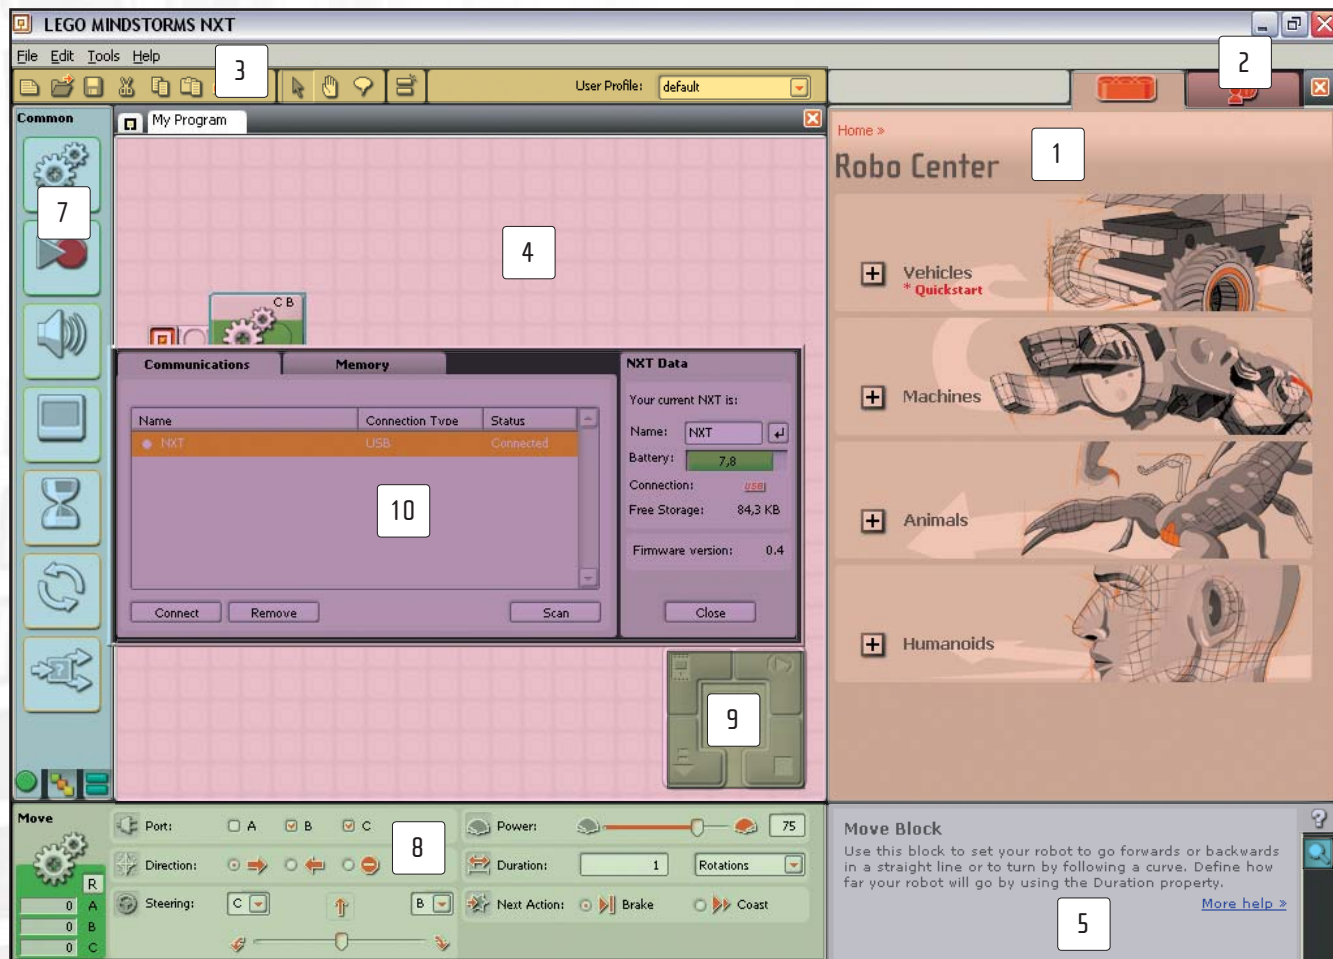 LEGO MINDSTORMS NXT
File Edit Tools Help
3
2
User Profile: default
Common
My Program
Home »
1
Robo Center
7
4
C B
Vehicles
* Quickstart
Machines
Animals
Humanoids
Communications Memory
Name Connection Type Status
NXT USB Connected
10
Connect Remove Scan
NXT Data
Your current NXT is:
Name: NXT
Battery: 7,8
Connection: USB
Free Storage: 84,3 KB
Firmware version: 0.4
Close
9
Move
R
0 A
0 B
0 C
Port: A B C
8
Direction:
Steering: C B
Power: 75
Duration: 1 Rotations
Next Action: Brake Coast
Move Block
Use this block to set your robot to go forwards or backwards
in a straight line or to turn by following a curve. Define how
far your robot will go by using the Duration property.
More help »
5
?